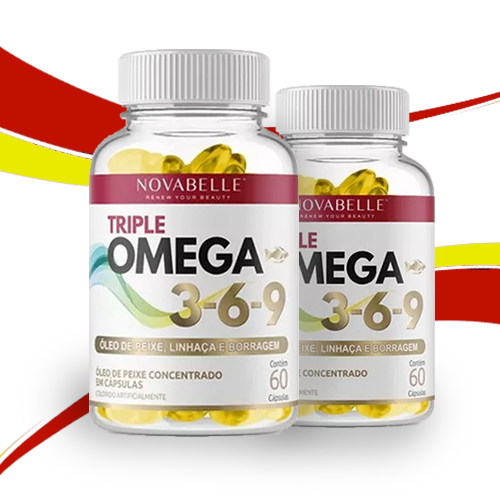 NOVABELLE
RENEW YOUR BEAUTY
TRIPLE
OMEGA
3-6-9
ÓLEO DE PEIXE, LINHAÇA E BORRAGEM
ÓLEO DE PEIXE CONCENTRADO
EM CÁPSULAS
COLORIDO ARTIFICIALMENTE
Contém
60
Cápsulas
NOVABELLE
RENEW YOUR BEAUTY
PLE
MEGA
3-6-9
PEIXE, LINHAÇA E BORRAGEM
E CONCENTRADO
Contém
60
Cápsulas